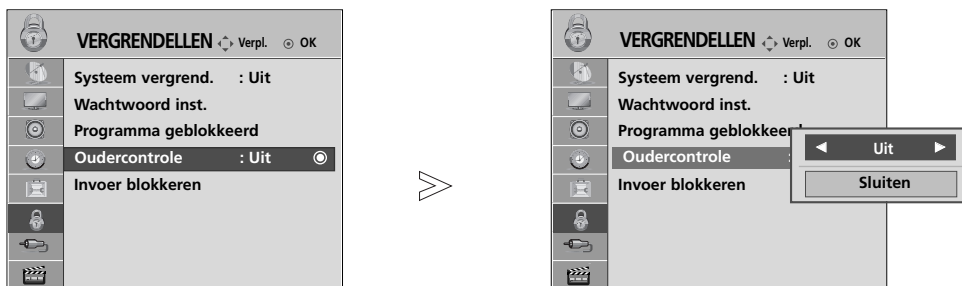 VERGRENDELLEN Verpl. OK
Systeem vergrend. : Uit
Wachtwoord inst.
Programma geblokkeerd
Oudercontrole : Uit
Invoer blokkeren
VERGRENDELLEN Verpl. OK
Systeem vergrend. : Uit
Wachtwoord inst.
Programma geblokkeer
Oudercontrole :
Invoer blokkeren
Uit
Sluiten